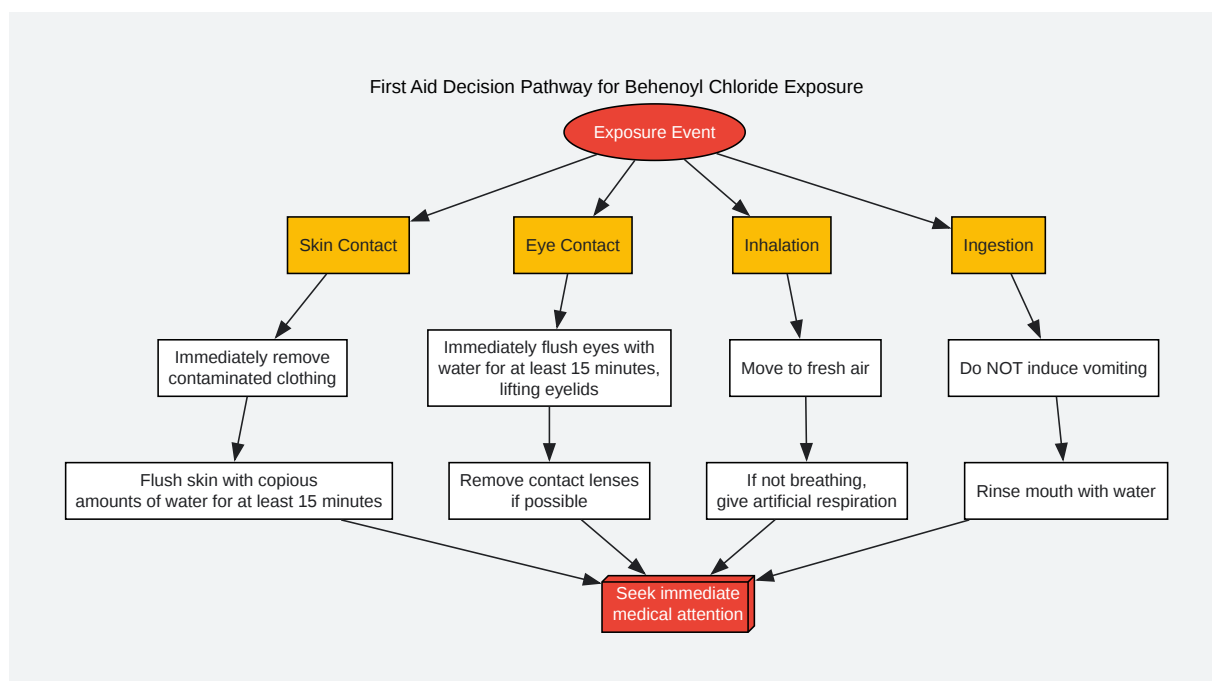 First Aid Decision Pathway for Behenoyl Chloride Exposure
Exposure Event
Skin Contact
Eye Contact
Inhalation
Ingestion
Immediately remove
contaminated clothing
Immediately flush eyes with
water for at least 15 minutes,
lifting eyelids
Move to fresh air
Do NOT induce vomiting
Flush skin with copious
amounts of water for at least 15 minutes
Remove contact lenses
if possible
If not breathing,
give artificial respiration
Rinse mouth with water
Seek immediate
medical attention